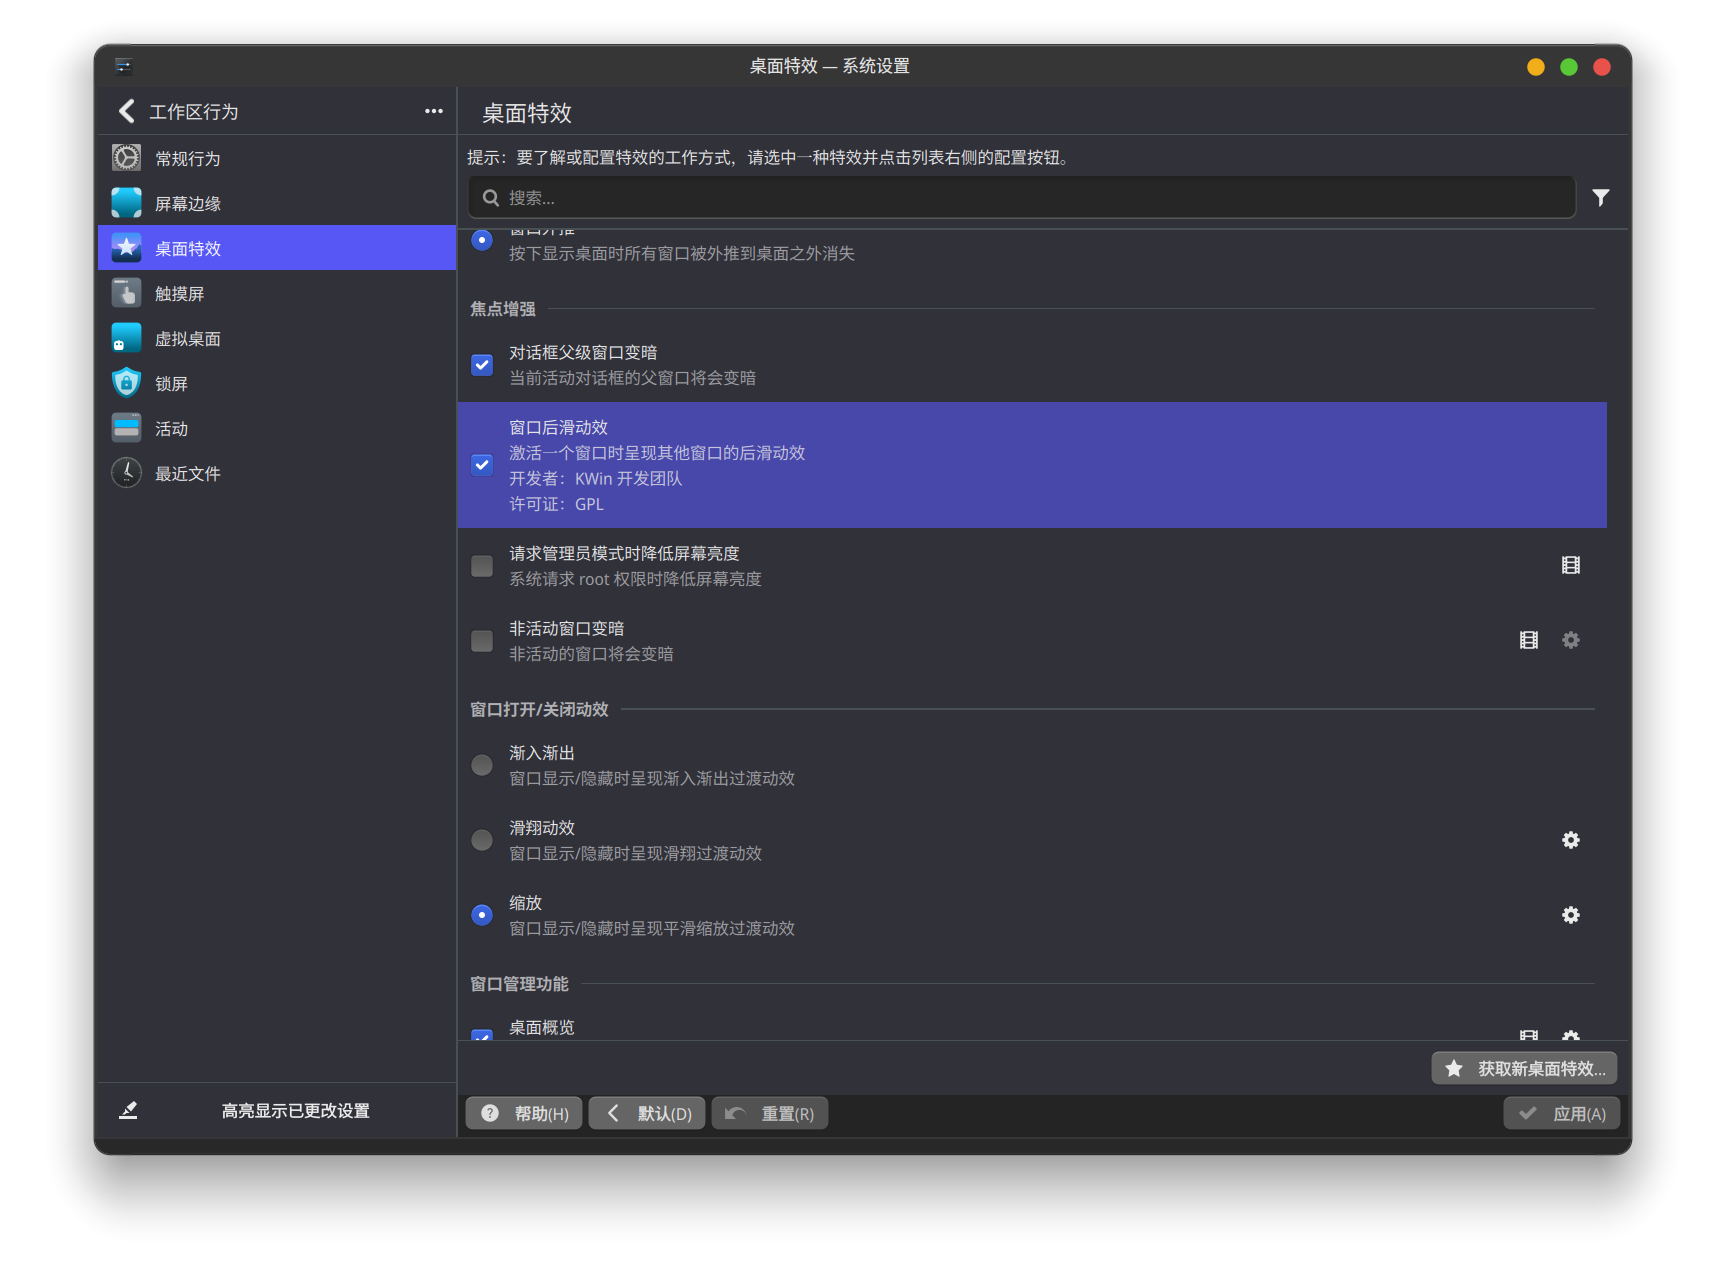 桌面特效 — 系统设置
工作区行为
常规行为
屏幕边缘
桌面特效
触摸屏
虚拟桌面
锁屏
活动
最近文件
高亮显示已更改设置
桌面特效
提示：要了解或配置特效的工作方式，请选中一种特效并点击列表右侧的配置按钮。
搜索...
窗口外推
按下显示桌面时所有窗口被外推到桌面之外消失
焦点增强
对话框父级窗口变暗
当前活动对话框的父窗口将会变暗
窗口后滑动效
激活一个窗口时呈现其他窗口的后滑动效
开发者：KWin 开发团队
许可证：GPL
请求管理员模式时降低屏幕亮度
系统请求 root 权限时降低屏幕亮度
非活动窗口变暗
非活动的窗口将会变暗
窗口打开/关闭动效
渐入渐出
窗口显示/隐藏时呈现渐入渐出过渡动效
滑翔动效
窗口显示/隐藏时呈现滑翔过渡动效
缩放
窗口显示/隐藏时呈现平滑缩放过渡动效
窗口管理功能
桌面概览
获取新桌面特效...
帮助(H)
默认(D)
重置(R)
应用(A)